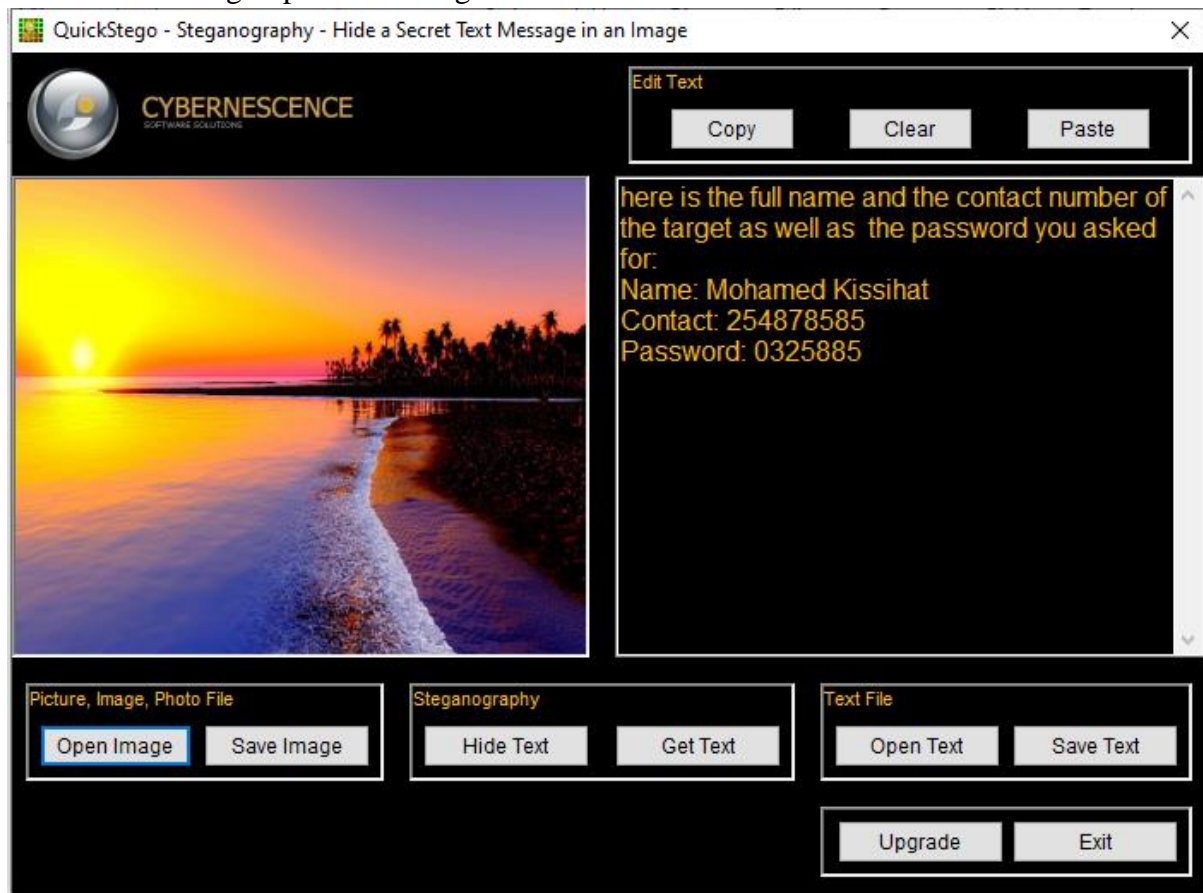 QuickStego - Steganography - Hide a Secret Text Message in an Image
CYBERNESCENCE
SOFTWARE SOLUTIONS
Edit Text
Copy
Clear
Paste
here is the full name and the contact number of
the target as well as  the password you asked
for:
Name: Mohamed Kissihat
Contact: 254878585
Password: 0325885
Picture, Image, Photo File
Open Image
Save Image
Steganography
Hide Text
Get Text
Text File
Open Text
Save Text
Upgrade
Exit